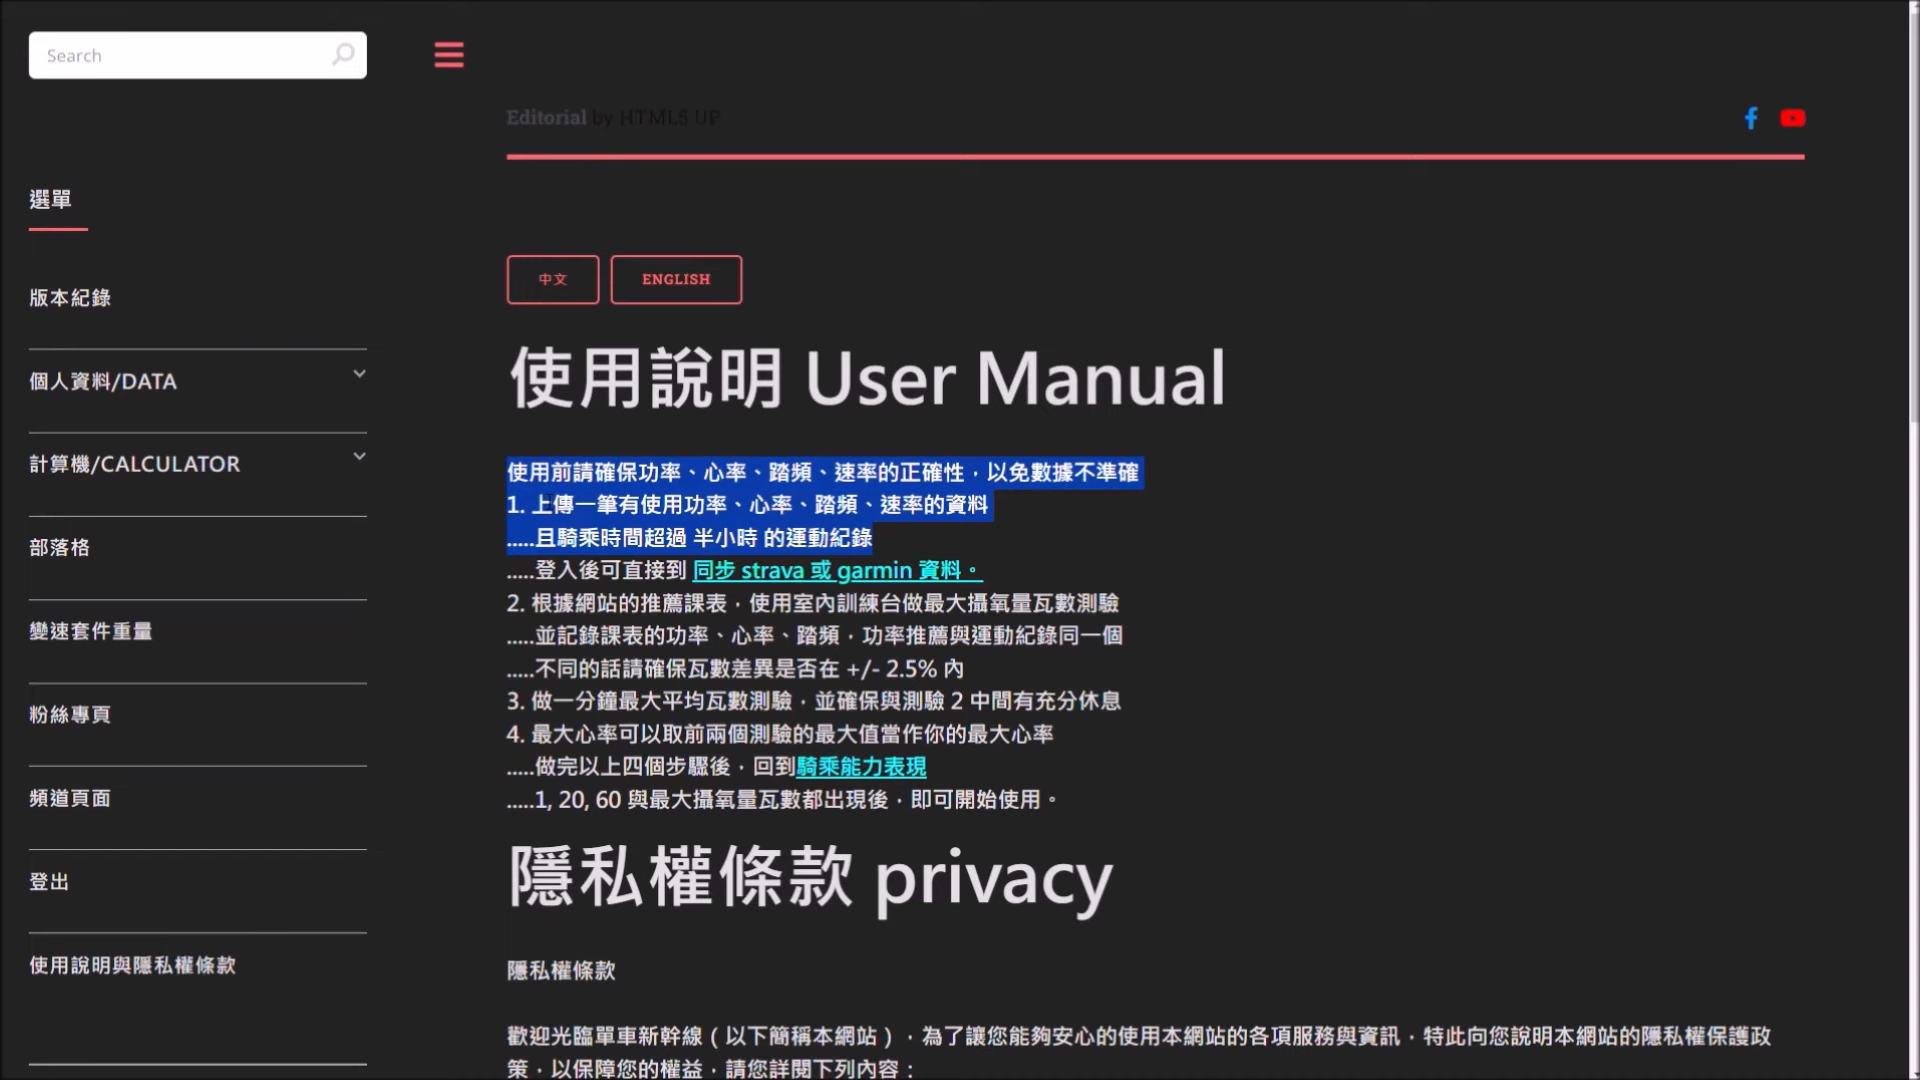 Search
Editorial by HTML5 UP
選單
版本紀錄
個人資料/DATA
計算機/CALCULATOR
部落格
變速套件重量
粉絲專頁
頻道頁面
登出
使用說明與隱私權條款
中文
ENGLISH
使用說明 User Manual
使用前請確保功率、心率、踏頻、速率的正確性，以免數據不準確
1. 上傳一筆有使用功率、心率、踏頻、速率的資料
.....且騎乘時間超過 半小時 的運動紀錄
.....登入後可直接到 同步 strava 或 garmin 資料。
2. 根據網站的推薦課表，使用室內訓練台做最大攝氧量瓦數測驗
.....並記錄課表的功率、心率、踏頻，功率推薦與運動紀錄同一個
.....不同的話請確保瓦數差異是否在 +/- 2.5% 內
3. 做一分鐘最大平均瓦數測驗，並確保與測驗 2 中間有充分休息
4. 最大心率可以取前兩個測驗的最大值當作你的最大心率
.....做完以上四個步驟後，回到騎乘能力表現
.....1, 20, 60 與最大攝氧量瓦數都出現後，即可開始使用。
隱私權條款 privacy
隱私權條款
歡迎光臨單車新幹線（以下簡稱本網站），為了讓您能夠安心的使用本網站的各項服務與資訊，特此向您說明本網站的隱私權保護政
策，以保障您的權益，請您詳閱下列內容：